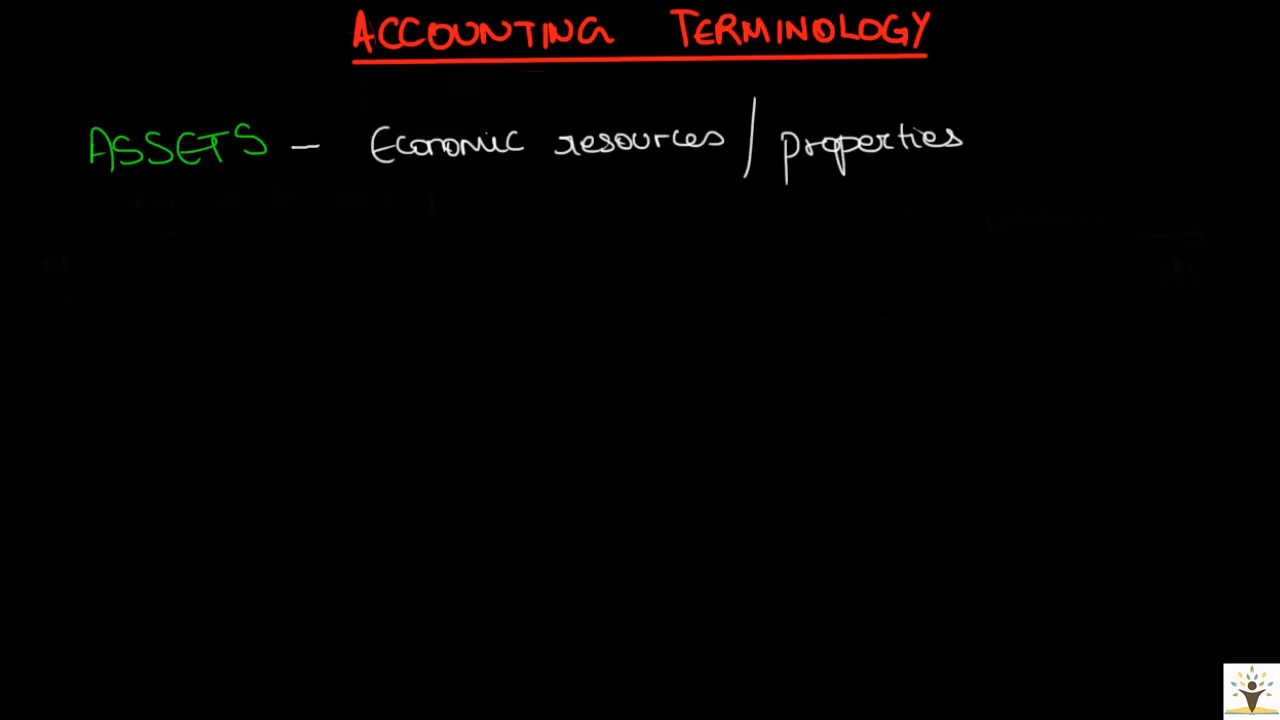 ACCOUNTING TERMINOLOGY
ASSETS – Economic resources / properties